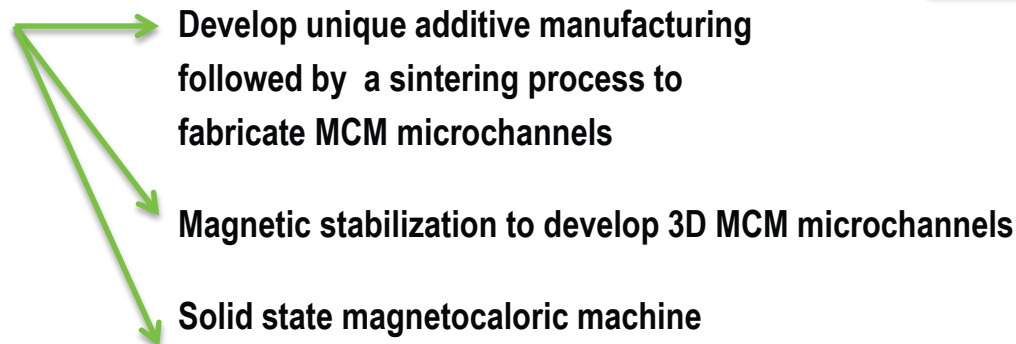 Develop unique additive manufacturing
followed by a sintering process to
fabricate MCM microchannels
Magnetic stabilization to develop 3D MCM microchannels
Solid state magnetocaloric machine